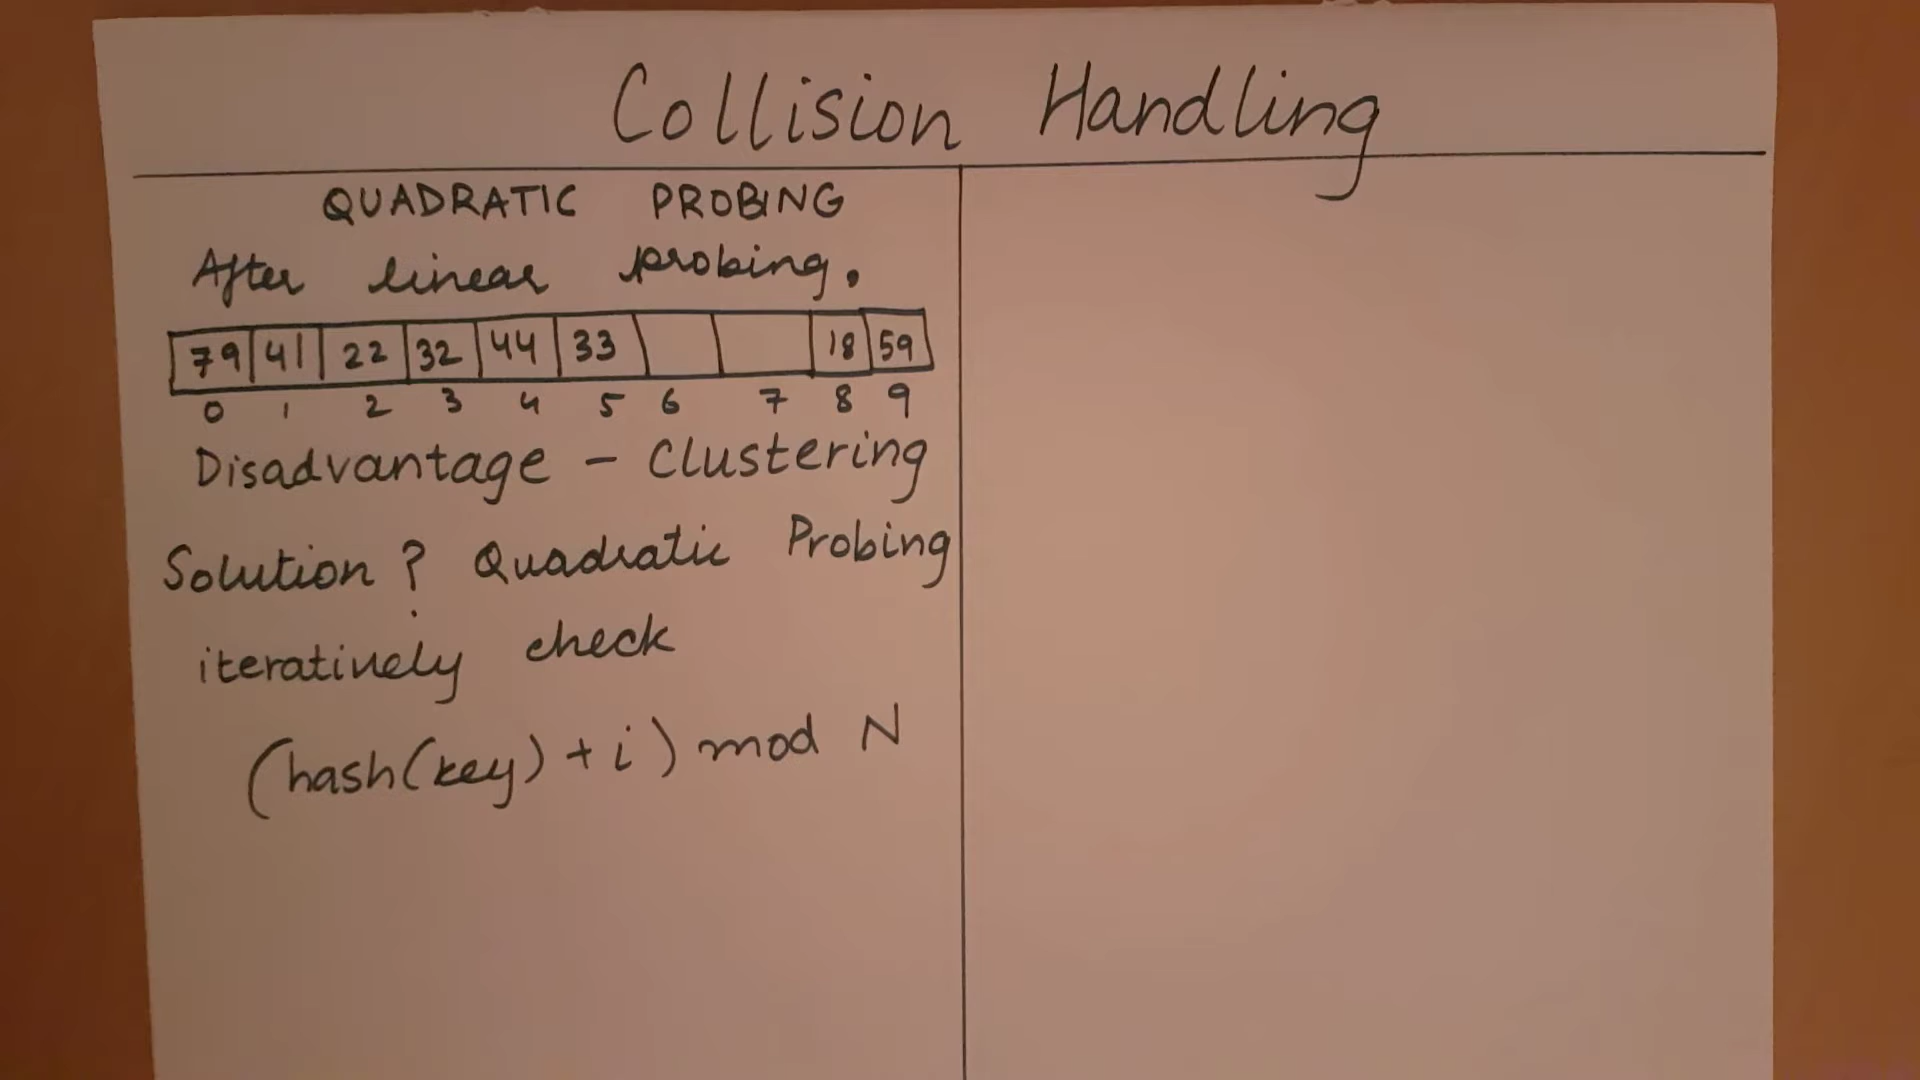 Collision Handling
QUADRATIC PROBING
After linear probing.
79 41 22 32 44 33 18 59
0 1 2 3 4 5 6 7 8 9
Disadvantage - Clustering
Solution ? Quadratic Probing
iteratively check
(hash(key) + i) mod N